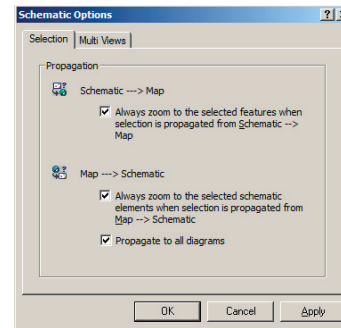 Schematic Options
?
Selection
Multi Views
Propagation
Schematic ---> Map
Always zoom to the selected features when
selection is propagated from Schematic -->
Map
Map ---> Schematic
Always zoom to the selected schematic
elements when selection is propagated from
Map --> Schematic
Propagate to all diagrams
OK
Cancel
Apply